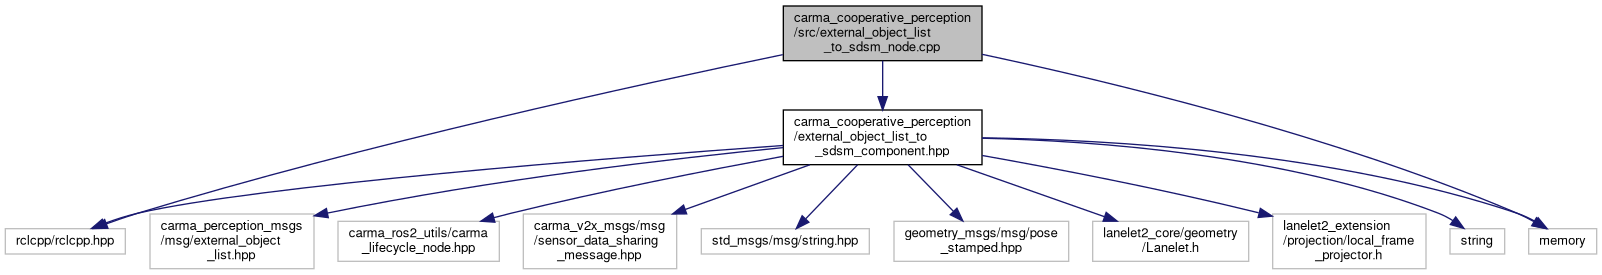 carma_cooperative_perception
/src/external_object_list
_to_sdsm_node.cpp
carma_cooperative_perception
/external_object_list_to
_sdsm_component.hpp
rclcpp/rclcpp.hpp
carma_perception_msgs
/msg/external_object
_list.hpp
carma_ros2_utils/carma
_lifecycle_node.hpp
carma_v2x_msgs/msg
/sensor_data_sharing
_message.hpp
std_msgs/msg/string.hpp
geometry_msgs/msg/pose
_stamped.hpp
lanelet2_core/geometry
/Lanelet.h
lanelet2_extension
/projection/local_frame
_projector.h
string
memory